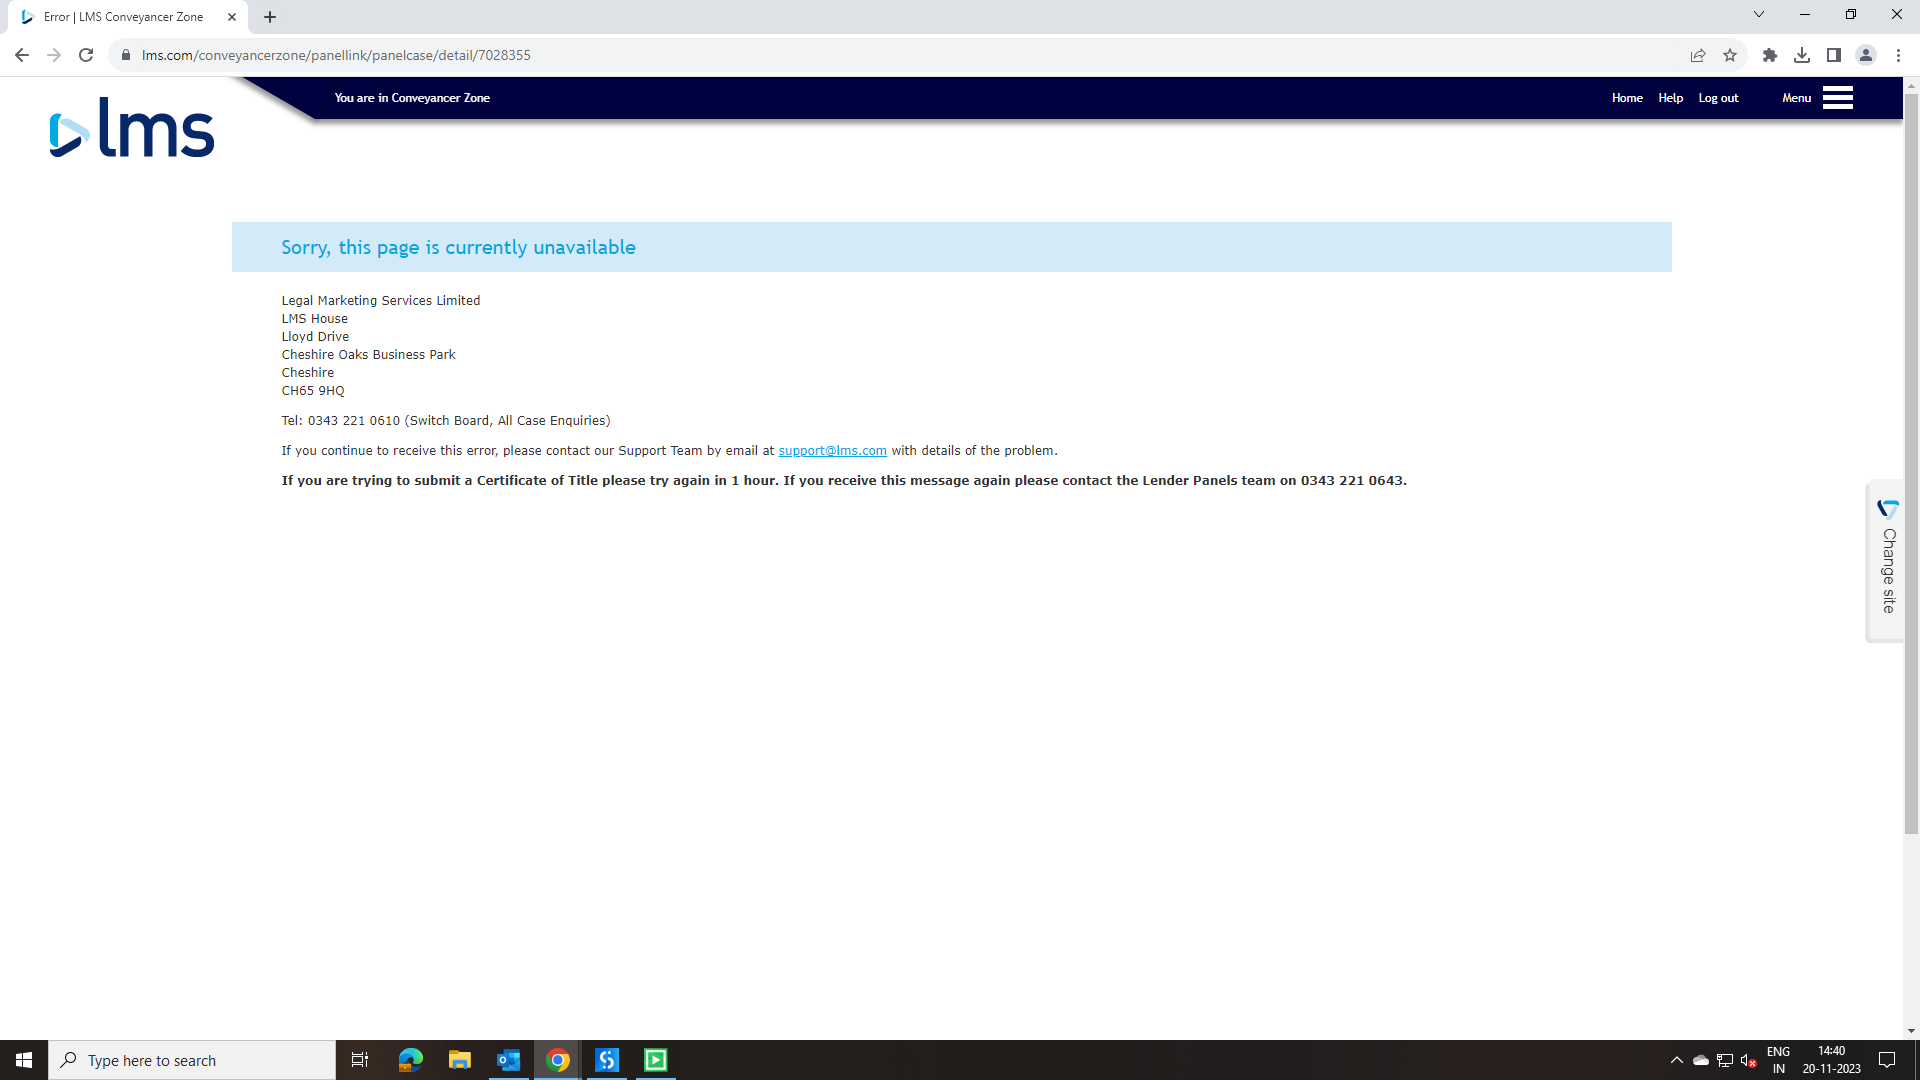 Error | LMS Conveyancer Zone
lms.com/conveyancerzone/panellink/panelcase/detail/7028355
You are in Conveyancer Zone
Home Help Log out Menu
lms
Sorry, this page is currently unavailable
Legal Marketing Services Limited
LMS House
Lloyd Drive
Cheshire Oaks Business Park
Cheshire
CH65 9HQ
Tel: 0343 221 0610 (Switch Board, All Case Enquiries)
If you continue to receive this error, please contact our Support Team by email at support@lms.com with details of the problem.
If you are trying to submit a Certificate of Title please try again in 1 hour. If you receive this message again please contact the Lender Panels team on 0343 221 0643.
Change site
Type here to search
ENG
IN
14:40
20-11-2023